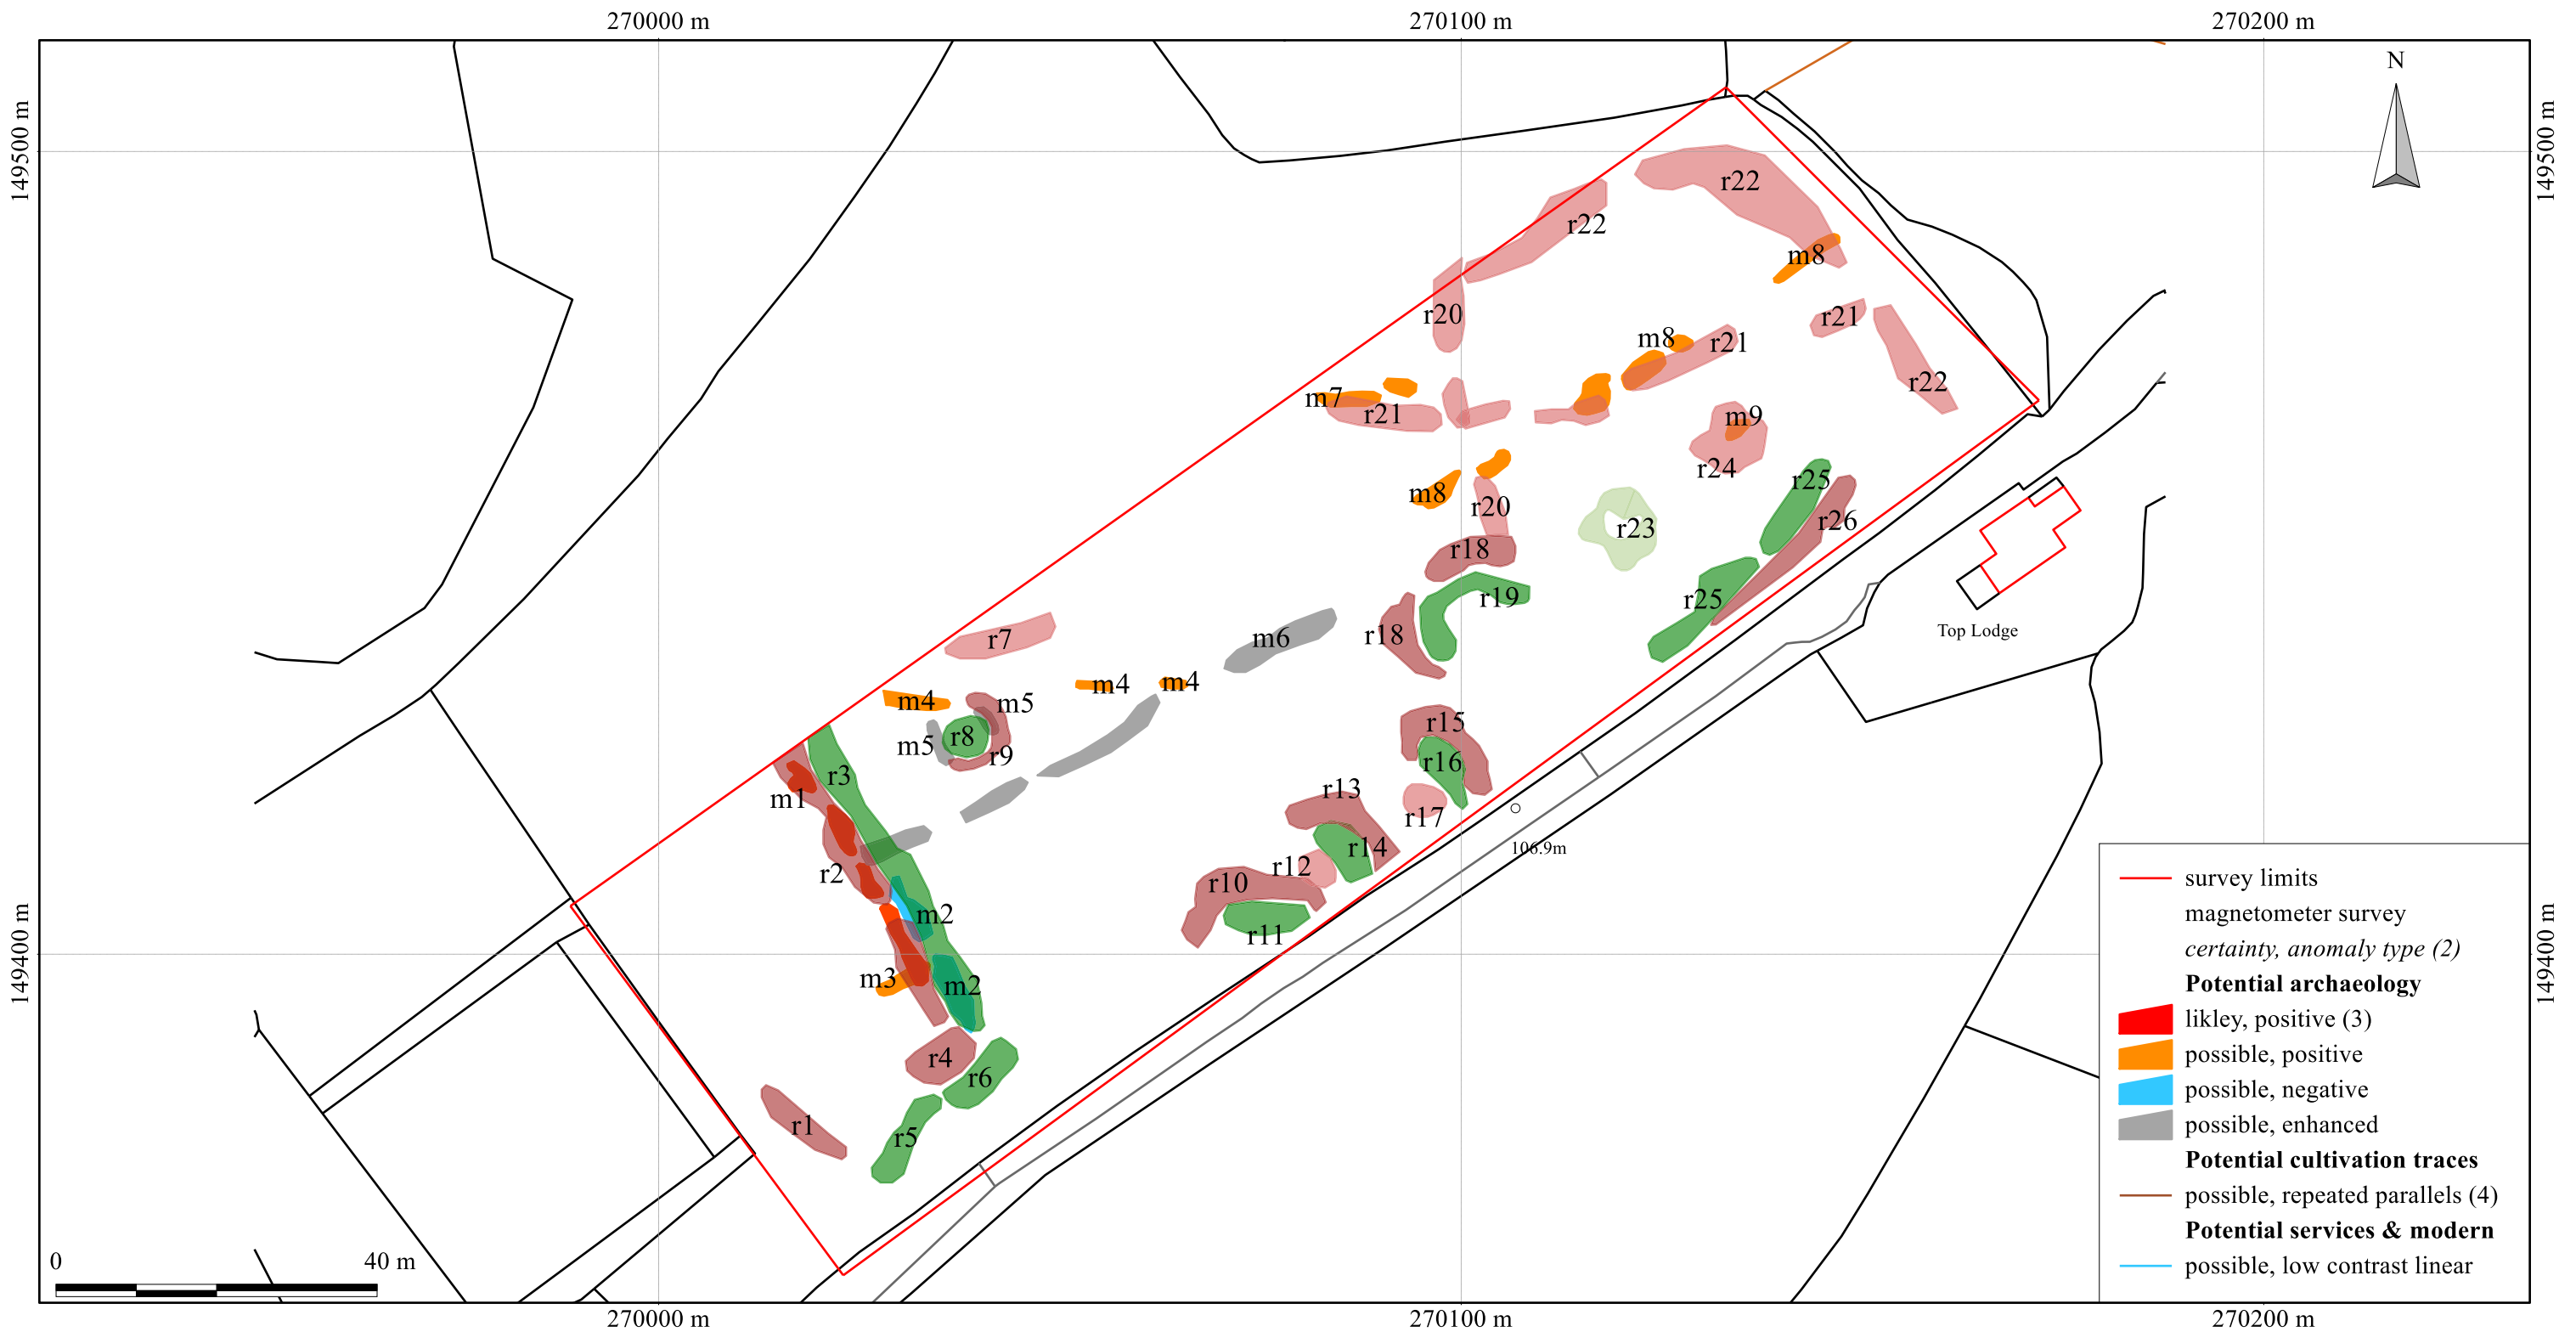 270000 m
270100 m
270200 m
N
149500 m
149500 m
r22
r22
m8
r20
r21
m8
r21
r22
m7
r21
m9
r24
r25
m8
r20
r23
r26
r18
r19
r25
r18
Top Lodge
m6
r7
m4
m4
m4
m5
m5
r8
r9
r15
r16
r3
m1
r13
r17
r14
106.9m
r2
r12
r10
m2
r11
m3
m2
149400 m
149400 m
r4
r6
r1
r5
survey limits
magnetometer survey
certainty, anomaly type (2)
Potential archaeology
likley, positive (3)
possible, positive
possible, negative
possible, enhanced
Potential cultivation traces
possible, repeated parallels (4)
Potential services & modern
possible, low contrast linear
0
40 m
270000 m
270100 m
270200 m